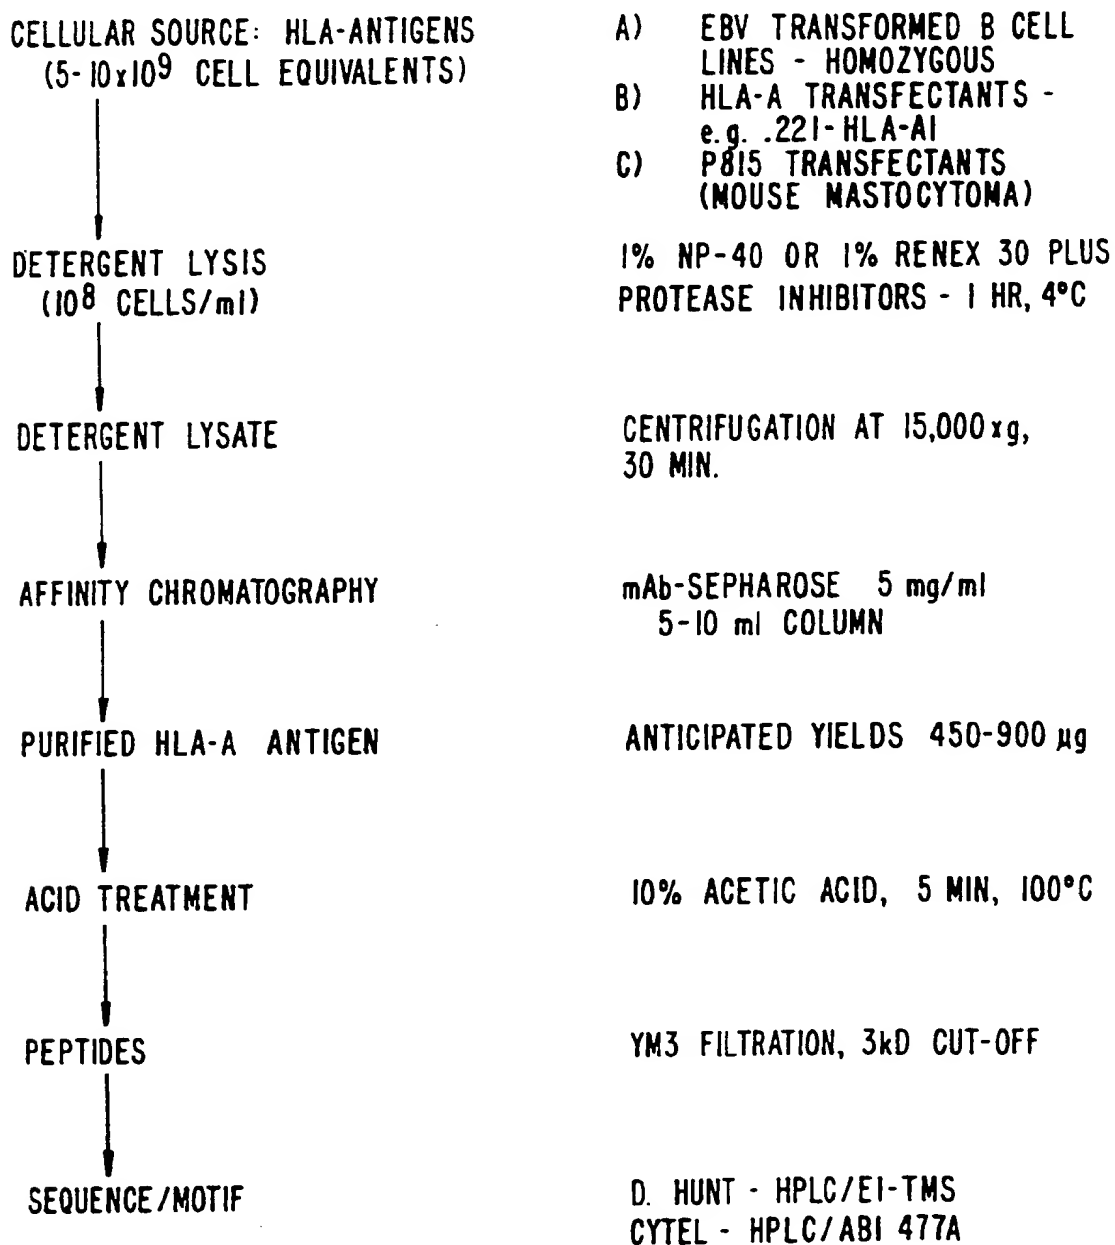 CELLULAR SOURCE: HLA-ANTIGENS
(5-10x10⁹ CELL EQUIVALENTS)
A) EBV TRANSFORMED B CELL
LINES - HOMOZYGOUS
B) HLA-A TRANSFECTANTS -
e.g. .221-HLA-A1
C) P815 TRANSFECTANTS
(MOUSE MASTOCYTOMA)
DETERGENT LYSIS
(10⁸ CELLS/ml)
1% NP-40 OR 1% RENEX 30 PLUS
PROTEASE INHIBITORS - 1 HR, 4°C
DETERGENT LYSATE
CENTRIFUGATION AT 15,000xg,
30 MIN.
AFFINITY CHROMATOGRAPHY
mAb-SEPHAROSE 5 mg/ml
5-10 ml COLUMN
PURIFIED HLA-A ANTIGEN
ANTICIPATED YIELDS 450-900 µg
ACID TREATMENT
10% ACETIC ACID, 5 MIN, 100°C
PEPTIDES
YM3 FILTRATION, 3kD CUT-OFF
SEQUENCE/MOTIF
D. HUNT - HPLC/EI-TMS
CYTEL - HPLC/ABI 477A